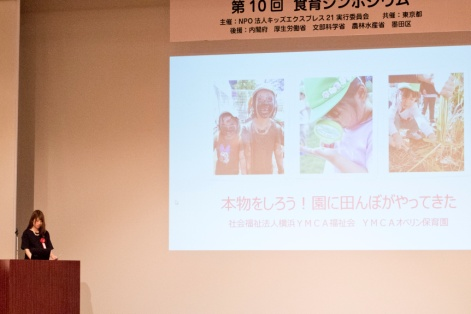 第10回 食育シンポジウム
主催：NPO法人キッズエクスプレス21実行委員会　共催：東京都
後援：内閣府　厚生労働省　文部科学省　農林水産省　墨田区
本物をしろう！園に田んぼがやってきた
社会福祉法人横浜YMCA福祉会　YMCAオベリン保育園